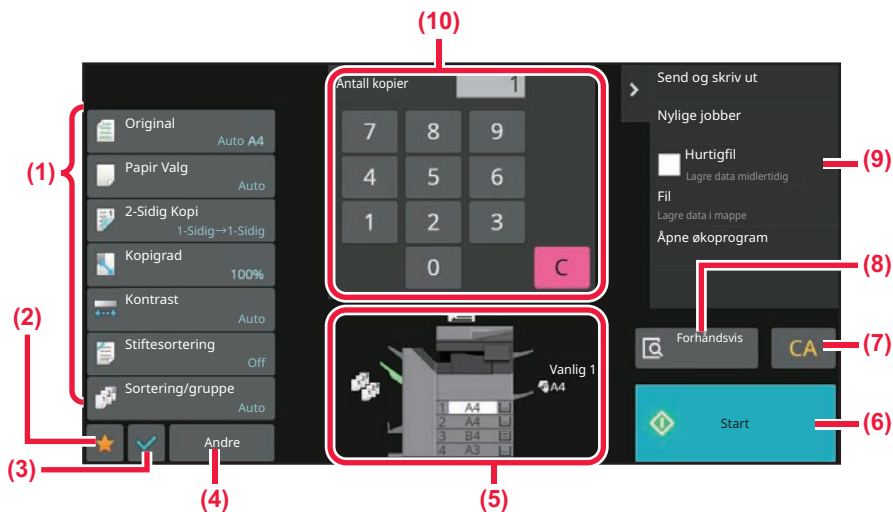 (10)
Antall kopier 1
7 8 9
4 5 6
1 2 3
0 C
(1)
Original
Auto A4
Papir Valg
Auto
2-Sidig Kopi
1-Sidig→1-Sidig
Kopigrad
100%
Kontrast
Auto
Stiftesortering
Off
Sortering/gruppe
Auto
(2)
(3)
Andre
(4)
Vanlig 1
A4
1 A4
2 A4
3 B4
4 A3
(5)
Send og skriv ut
Nylige jobber
Hurtigfil
Lagre data midlertidig
(9)
Fil
Lagre data i mappe
Åpne økoprogram
(8)
Forhåndsvis
CA
(7)
Start
(6)